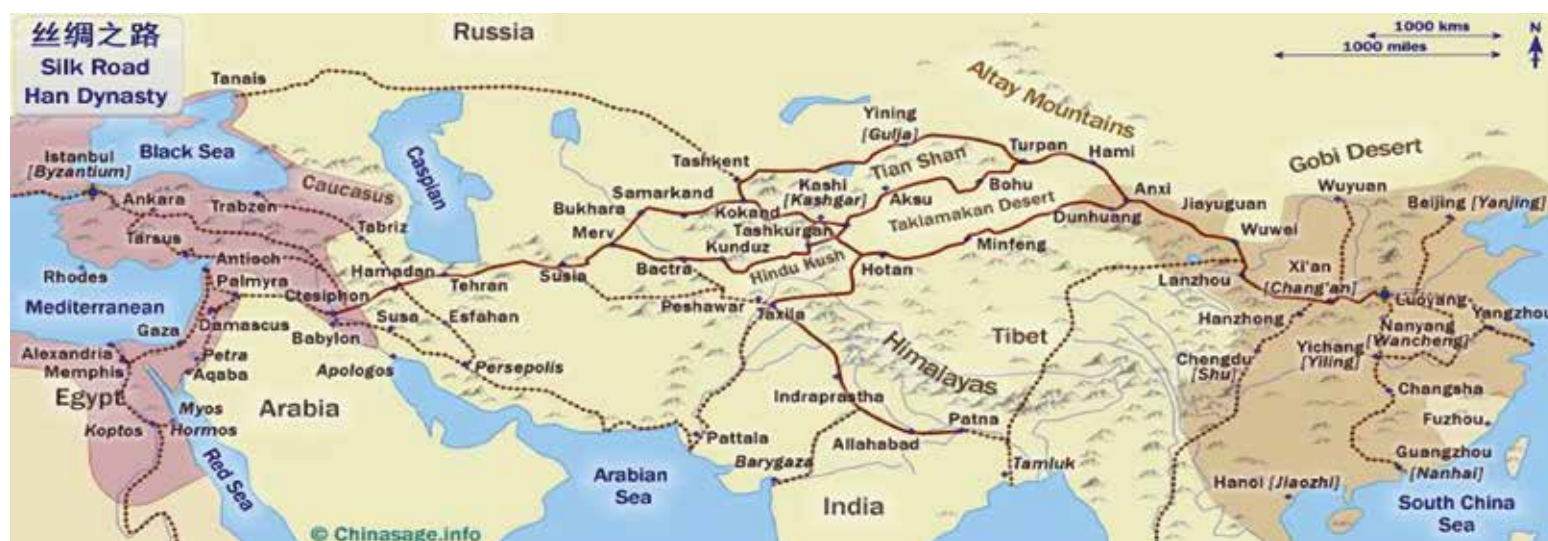 丝绸之路
Silk Road
Han Dynasty
Russia
1000 kms
1000 miles
N
Tanais
Altay Mountains
Black Sea
Caspian
Yining
[Gulja]
Istanbul
[Byzantium]
Turpan
Hami
Gobi Desert
Tashkent
Tian Shan
Caucasus
Kashi
[Kashgar]
Bohu
Anxi
Wuyuan
Samarkand
Aksu
Ankara
Trabzen
Bukhara
Kokand
Taklamakan Desert
Dunhuang
Jiayuguan
Beijing [Yanjing]
Tabriz
Merv
Tashkurgan
Wuwei
Tarsus
Kunduz
Minfeng
Antisch
Hindu Kush
Rhodes
Hamadan
Susia
Bactra
Hotan
Xi'an
[Chang'an]
Palmyra
Tehran
Lanzhou
Mediterranean
Ctesiphon
Peshawar
Taxila
Luoyang
Damascus
Susa
Esfahan
Hanzhong
Nanyang
[Wancheng]
Yangzhou
Gaza
Babylon
Tibet
Himalayas
Alexandria
Petra
Yichang
[Yiling]
Memphis
Aqaba
Apologos
Persepolis
Chengdu
[Shu]
Egypt
Arabia
Indraprastha
Changsha
Myos
Hormos
Patna
Fuzhou
Koptos
Pattala
Allahabad
Guangzhou
[Nanhai]
Red Sea
Arabian
Sea
Barygaza
Tamluk
Hanoi [Jiaozhi]
India
South China
Sea
© Chinasage.info